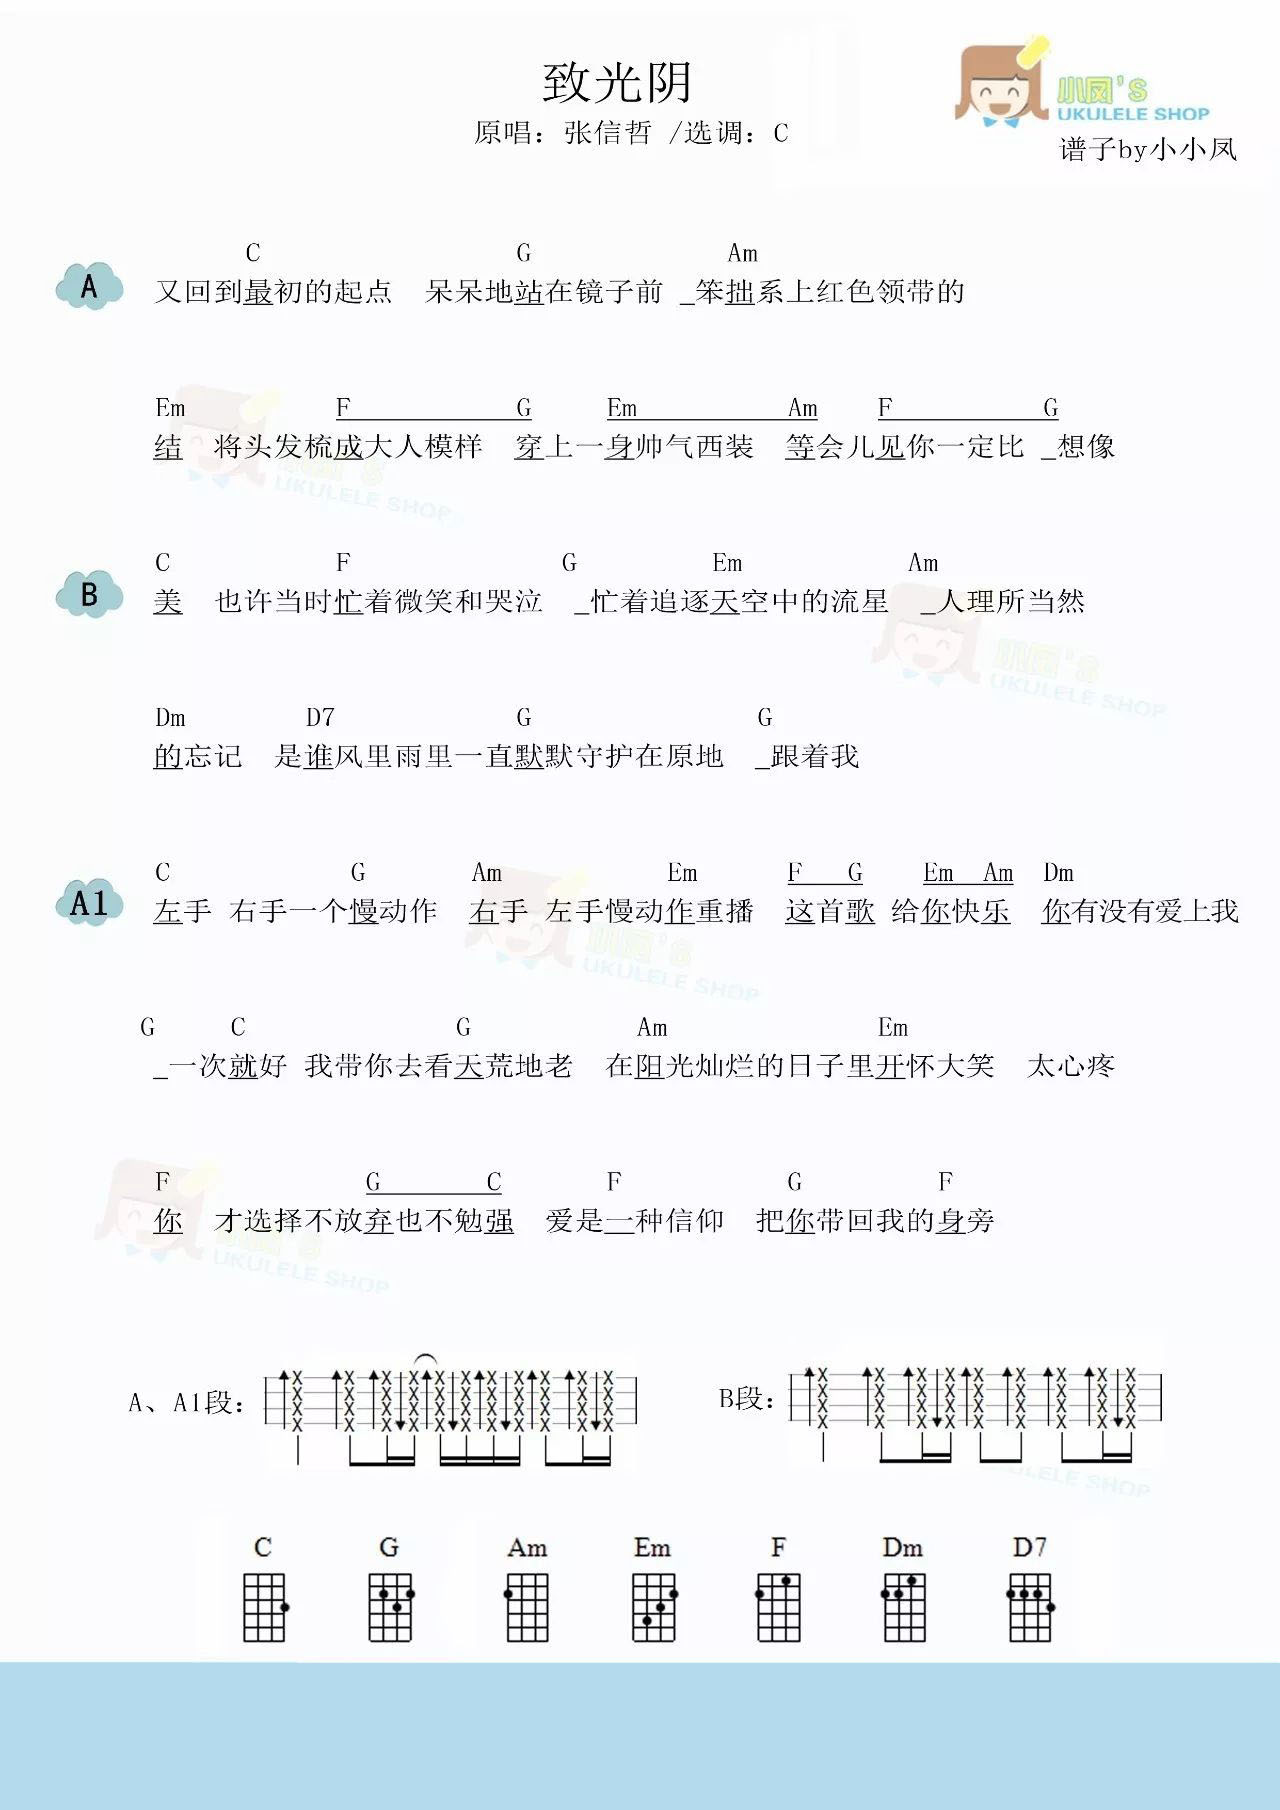 致光阴
原唱：张信哲 /选调：C
小凤'S
UKULELE SHOP
谱子by小小凤
C G Am
A 又回到最初的起点 呆呆地站在镜子前 _笨拙系上红色领带的
Em F G Em Am F G
结 将头发梳成大人模样 穿上一身帅气西装 等会儿见你一定比 _想像
C F G Em Am
B 美 也许当时忙着微笑和哭泣 _忙着追逐天空中的流星 _人理所当然
Dm D7 G G
的忘记 是谁风里雨里一直默默守护在原地 _跟着我
C G Am Em F G Em Am Dm
A1 左手 右手一个慢动作 右手 左手慢动作重播 这首歌 给你快乐 你有没有爱上我
G C G Am Em
_一次就好 我带你去看天荒地老 在阳光灿烂的日子里开怀大笑 太心疼
F G C F G F
你 才选择不放弃也不勉强 爱是一种信仰 把你带回我的身旁
A、A1段： B段：
C G Am Em F Dm D7